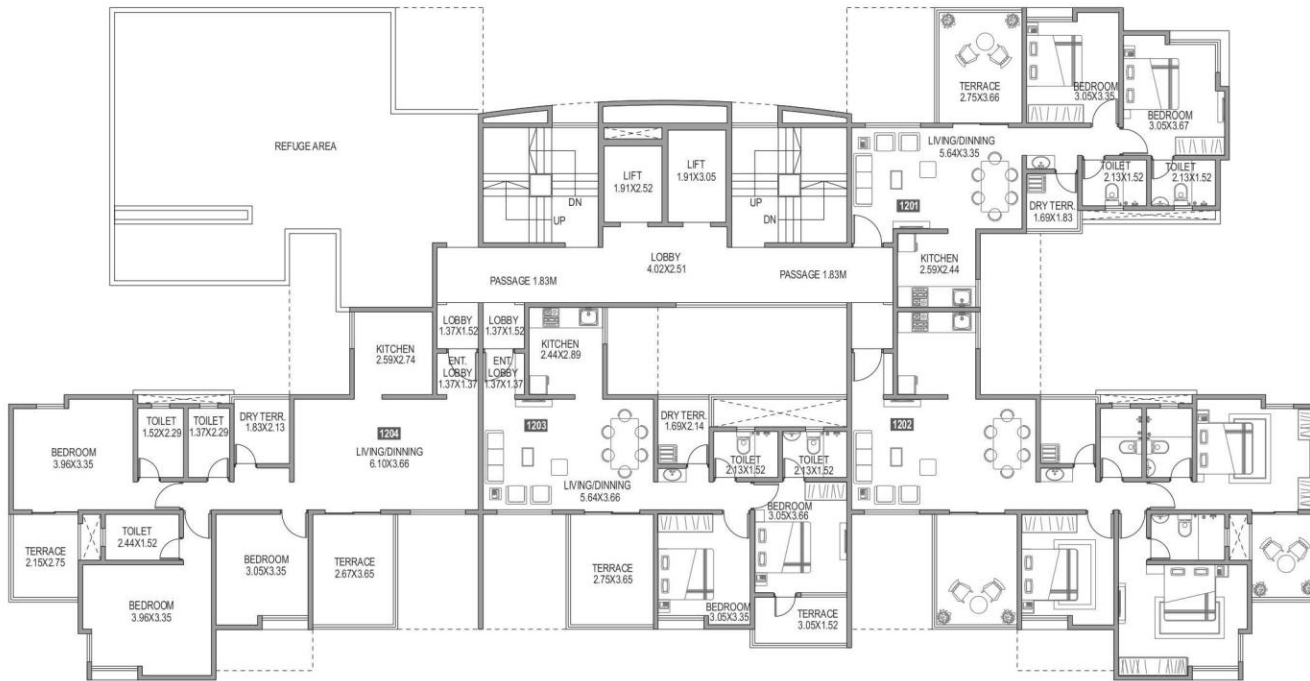 REFUGE AREA
LIFT
1.91X2.52
LIFT
1.91X3.05
DN
UP
UP
DN
LOBBY
4.02X2.51
PASSAGE 1.83M
PASSAGE 1.83M
TERRACE
2.75X3.66
BEDROOM
3.05X3.35
BEDROOM
3.05X3.67
LIVING/DINNING
5.64X3.35
TOILET
2.13X1.52
TOILET
2.13X1.52
DRY TERR.
1.69X1.83
1201
KITCHEN
2.59X2.44
LOBBY
1.37X1.52
LOBBY
1.37X1.52
ENT.
LOBBY
1.37X1.37
ENT.
LOBBY
1.37X1.37
KITCHEN
2.59X2.74
KITCHEN
2.44X2.89
BEDROOM
3.96X3.35
TOILET
1.52X2.29
TOILET
1.37X2.29
DRY TERR.
1.83X2.13
1204
LIVING/DINNING
6.10X3.66
1203
LIVING/DINNING
5.64X3.66
DRY TERR.
1.69X2.14
TOILET
2.13X1.52
TOILET
2.13X1.52
1202
TERRACE
2.15X2.75
TOILET
2.44X1.52
BEDROOM
3.96X3.35
BEDROOM
3.05X3.35
TERRACE
2.67X3.65
TERRACE
2.75X3.65
BEDROOM
3.05X3.35
BEDROOM
3.05X3.66
TERRACE
3.05X1.52